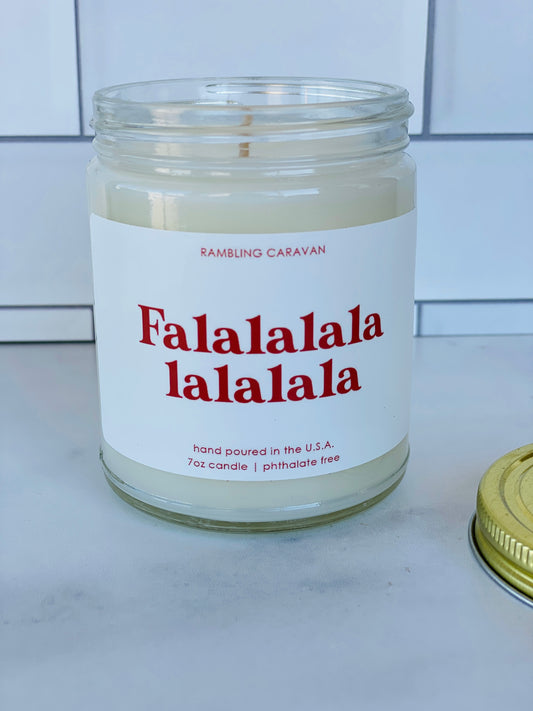 RAMBLING CARAVAN
Falalalala
lalalala
hand poured in the U.S.A.
7oz candle | phthalate free